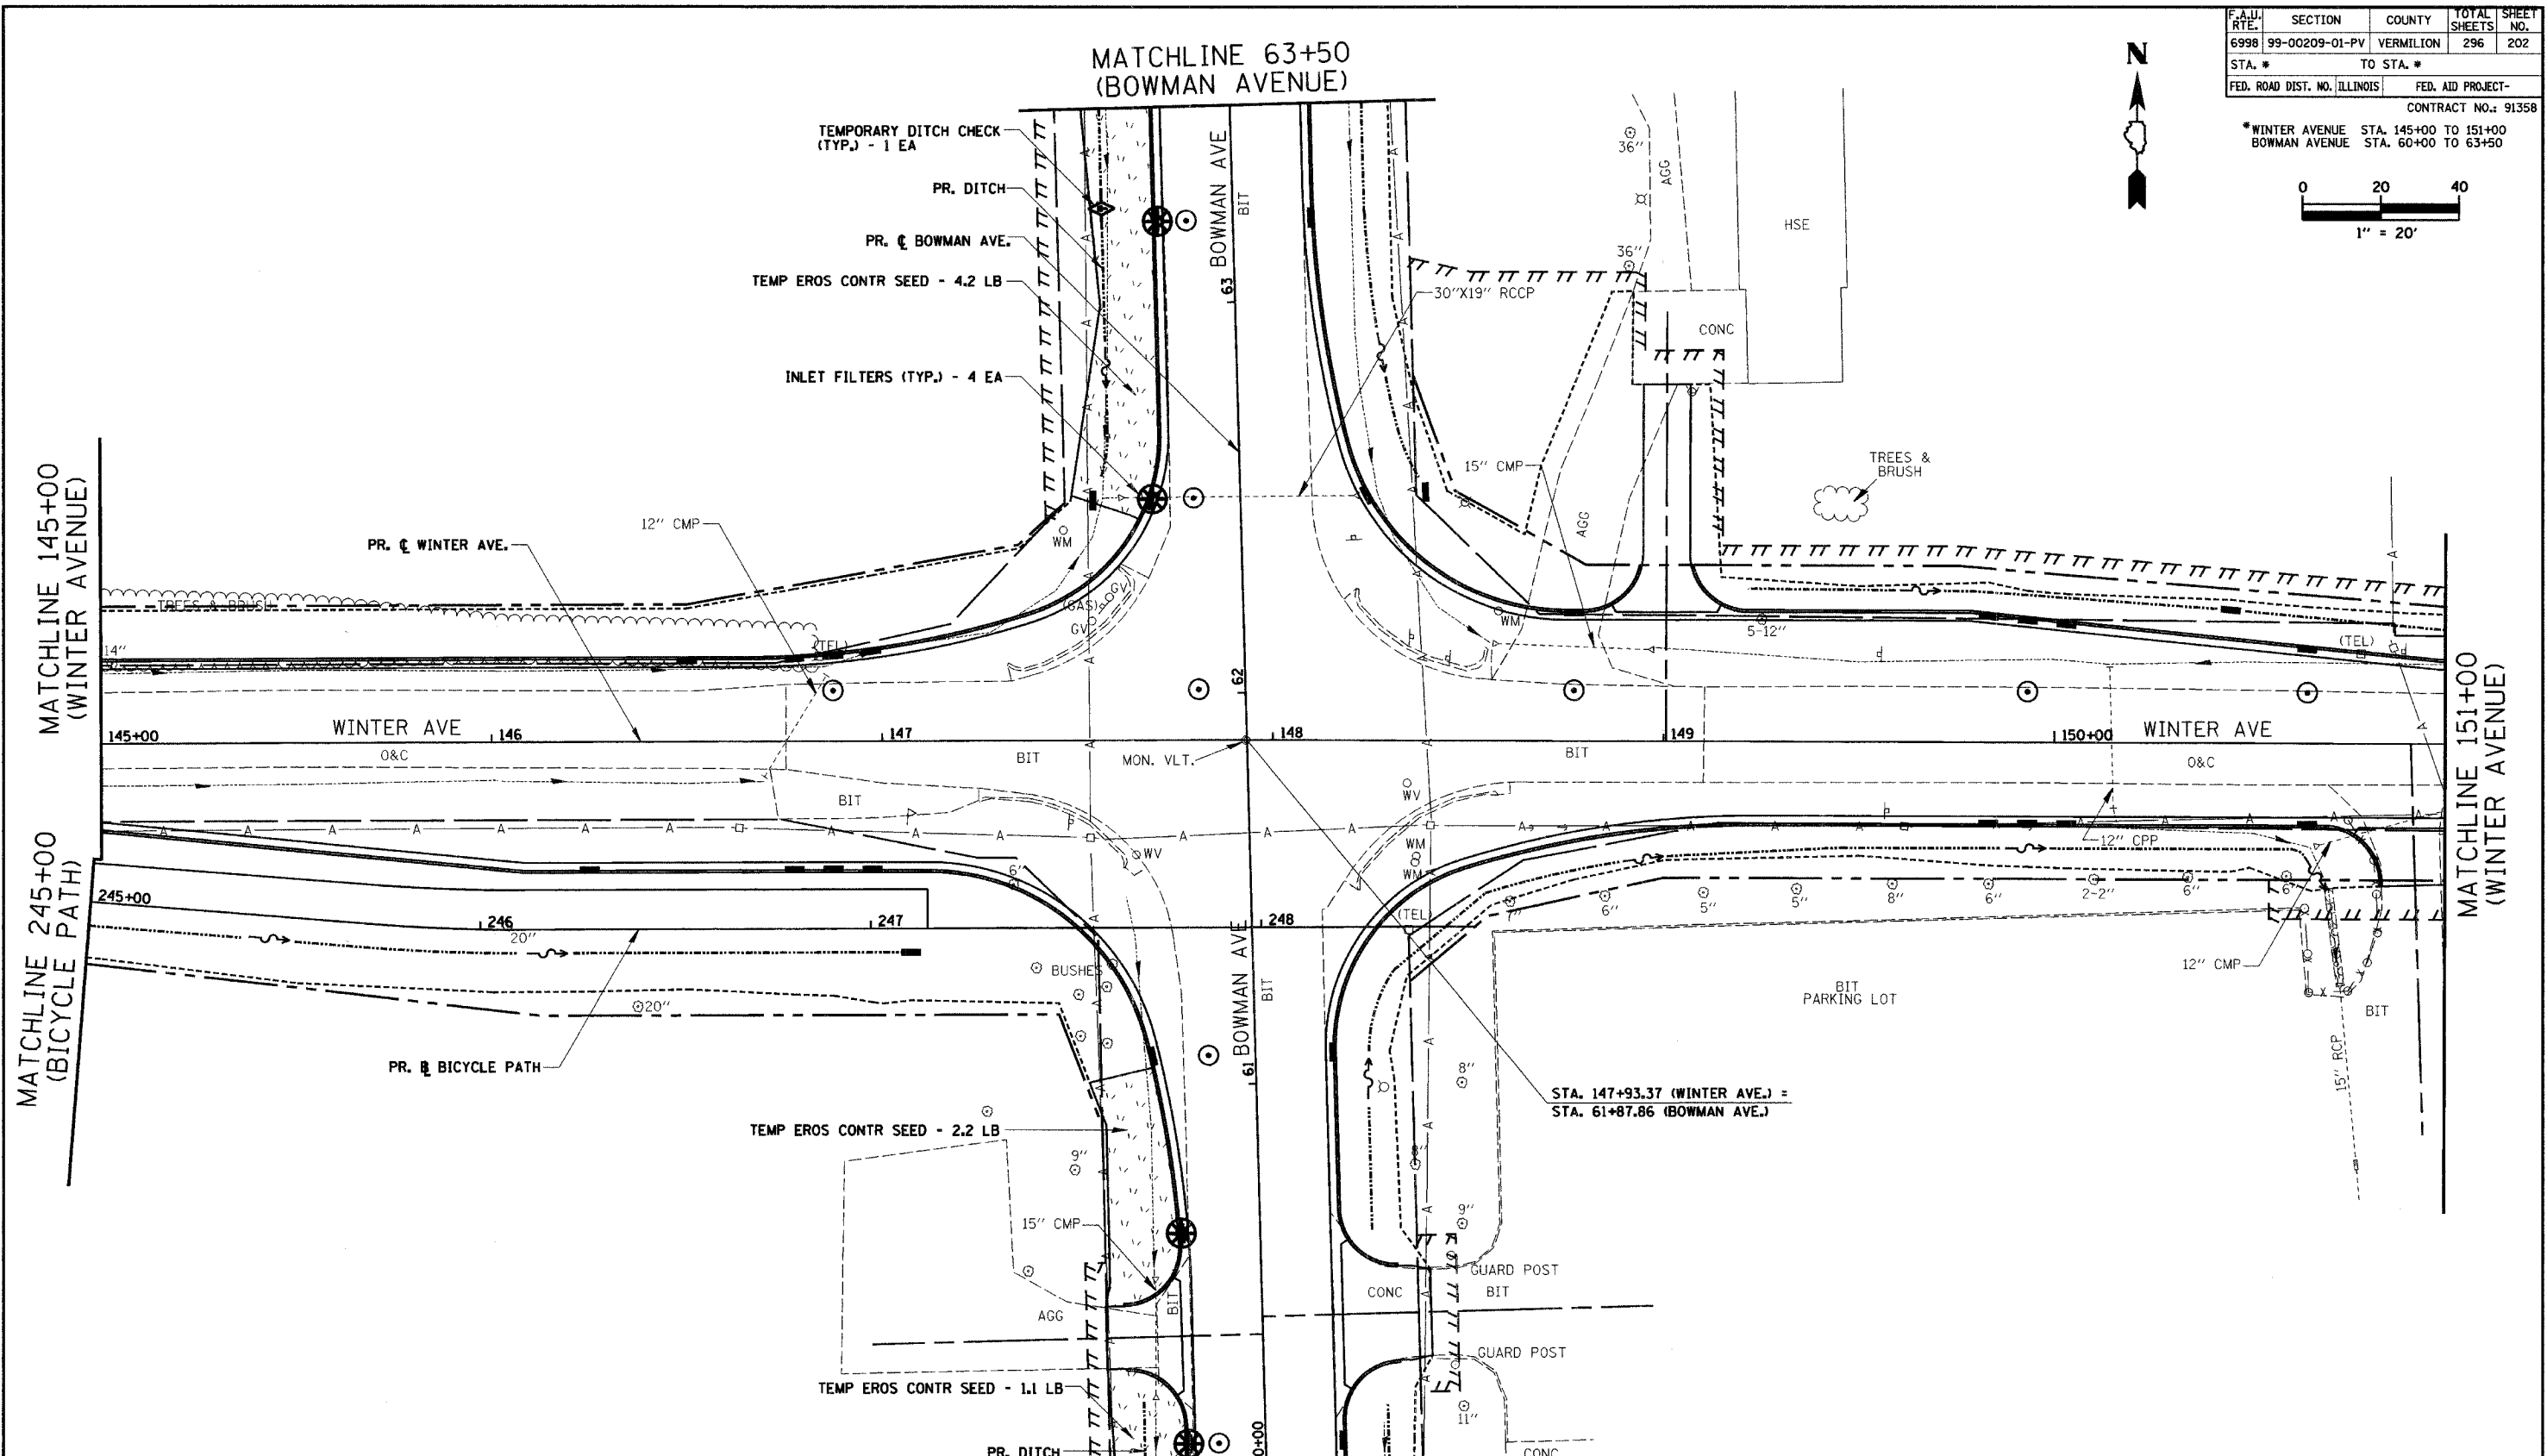 F.A.U. RTE. SECTION COUNTY TOTAL SHEETS SHEET NO.
6998 99-00209-01-PV VERMILION 296 202
STA. * TO STA. *
FED. ROAD DIST. NO. ILLINOIS FED. AID PROJECT-
CONTRACT NO.: 91358
*WINTER AVENUE STA. 145+00 TO 151+00
BOWMAN AVENUE STA. 60+00 TO 63+50
N
0 20 40
1" = 20'
MATCHLINE 63+50
(BOWMAN AVENUE)
TEMPORARY DITCH CHECK
(TYP.) - 1 EA
PR. DITCH
PR. ℄ BOWMAN AVE.
TEMP EROS CONTR SEED - 4.2 LB
INLET FILTERS (TYP.) - 4 EA
BOWMAN AVE
BIT
63
36"
AGG
HSE
36"
30"X19" RCCP
CONC
15" CMP
AGG
TREES &
BRUSH
MATCHLINE 145+00
(WINTER AVENUE)
12" CMP
PR. ℄ WINTER AVE.
WM
TREES & BRUSH
(GAS)
GV
GV
(TEL)
14"
WM
5-12"
(TEL)
62
145+00
WINTER AVE
146
147
148
149
150+00
WINTER AVE
O&C
BIT
MON. VLT.
BIT
O&C
MATCHLINE 151+00
(WINTER AVENUE)
BIT
WV
WV
WM
WM
12" CPP
6"
(TEL)
7"
6"
5"
5"
8"
6"
2-2"
6"
6"
MATCHLINE 245+00
(BICYCLE PATH)
245+00
246
247
248
20"
20"
BUSHES
BOWMAN AVE
BIT
61
12" CMP
BIT
PARKING LOT
BIT
15" RCP
PR. ⅊ BICYCLE PATH
8"
STA. 147+93.37 (WINTER AVE.) =
STA. 61+87.86 (BOWMAN AVE.)
TEMP EROS CONTR SEED - 2.2 LB
9"
8"
15" CMP
9"
GUARD POST
CONC
BIT
AGG
BIT
GUARD POST
TEMP EROS CONTR SEED - 1.1 LB
11"
PR. DITCH
CONC